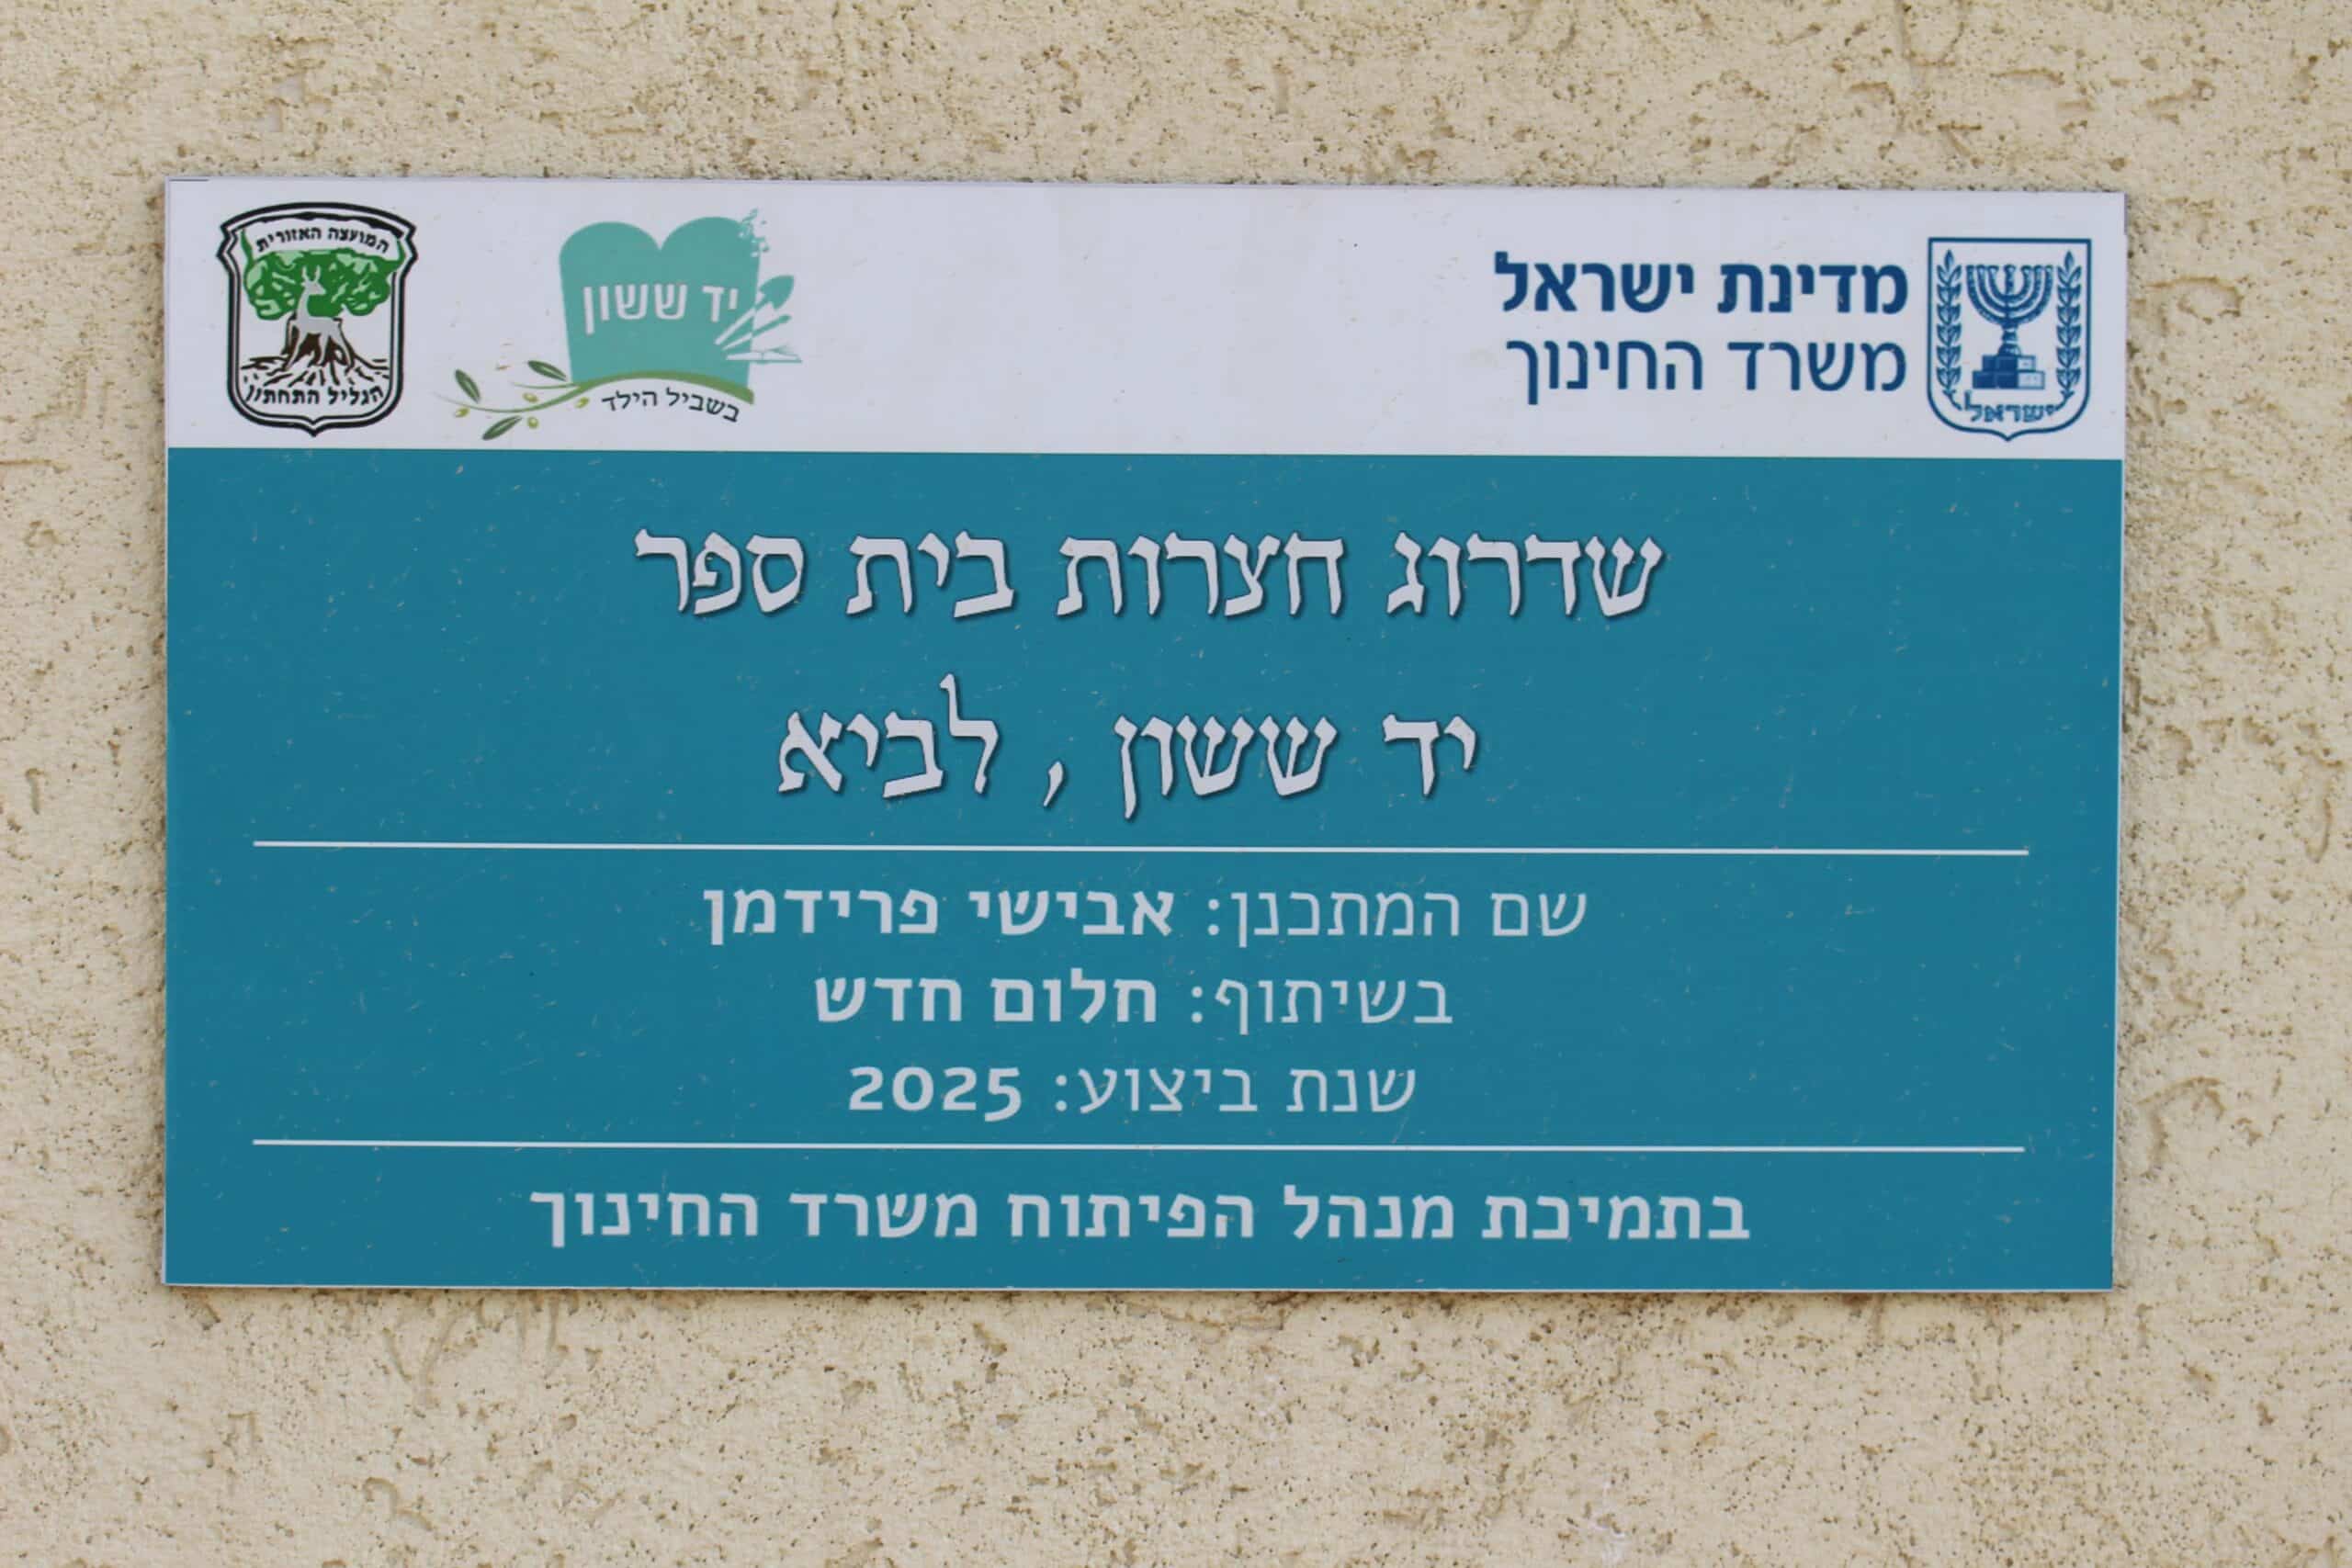 מדינת ישראל
משרד החינוך
ישראל
יד ששון
בשביל הילד
המועצה האזורית
הגליל התחתון
שדרוג חצרות בית ספר
יד ששון , לביא
שם המתכנן: אבישי פרידמן
בשיתוף: חלום חדש
שנת ביצוע: 2025
בתמיכת מנהל הפיתוח משרד החינוך